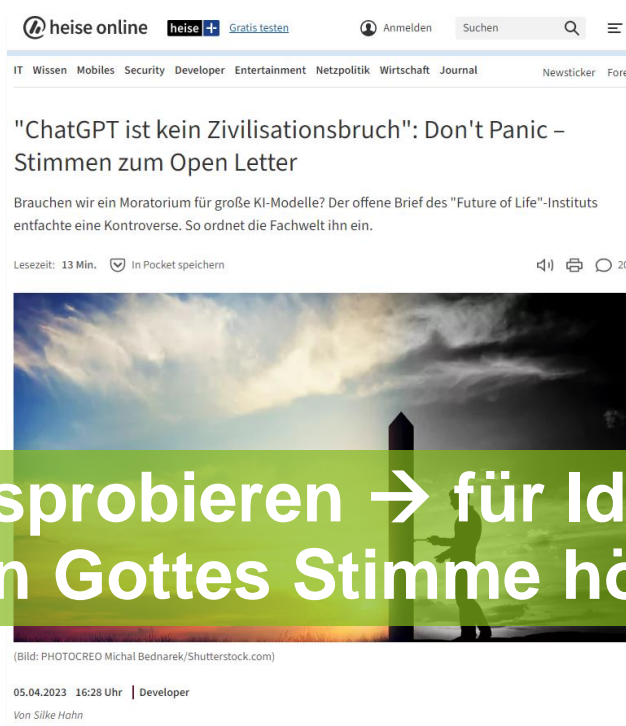 heise online heise + Gratis testen Anmelden Suchen
IT Wissen Mobiles Security Developer Entertainment Netzpolitik Wirtschaft Journal Newsticker Fore
"ChatGPT ist kein Zivilisationsbruch": Don't Panic –
Stimmen zum Open Letter
Brauchen wir ein Moratorium für große KI-Modelle? Der offene Brief des "Future of Life"-Instituts
entfachte eine Kontroverse. So ordnet die Fachwelt ihn ein.
Lesezeit: 13 Min. In Pocket speichern 20
sprobieren → für Id
n Gottes Stimme hö
(Bild: PHOTOCREO Michal Bednarek/Shutterstock.com)
05.04.2023 16:28 Uhr | Developer
Von Silke Hahn